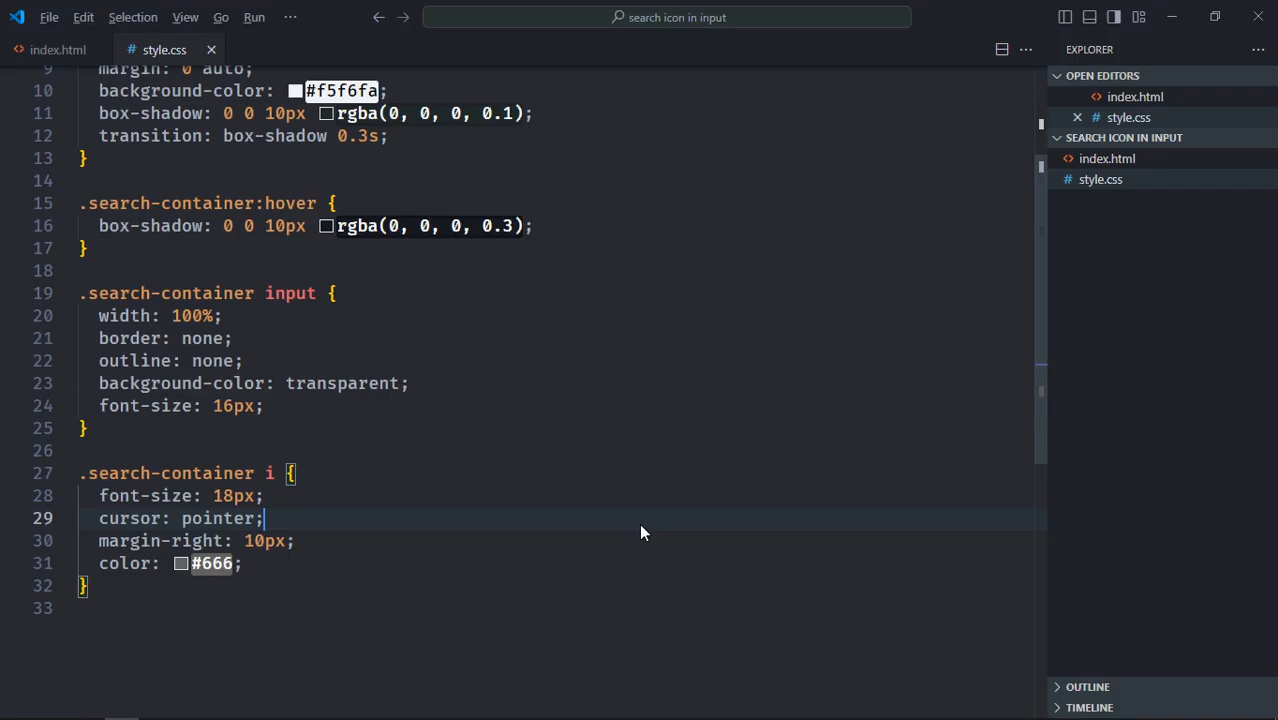 File Edit Selection View Go Run ···
search icon in input
index.html
style.css
9 margin: 0 auto;
10 background-color: #f5f6fa;
11 box-shadow: 0 0 10px rgba(0, 0, 0, 0.1);
12 transition: box-shadow 0.3s;
13 }
14
15 .search-container:hover {
16 box-shadow: 0 0 10px rgba(0, 0, 0, 0.3);
17 }
18
19 .search-container input {
20 width: 100%;
21 border: none;
22 outline: none;
23 background-color: transparent;
24 font-size: 16px;
25 }
26
27 .search-container i {
28 font-size: 18px;
29 cursor: pointer;
30 margin-right: 10px;
31 color: #666;
32 }
33
EXPLORER
OPEN EDITORS
index.html
style.css
SEARCH ICON IN INPUT
index.html
style.css
OUTLINE
TIMELINE